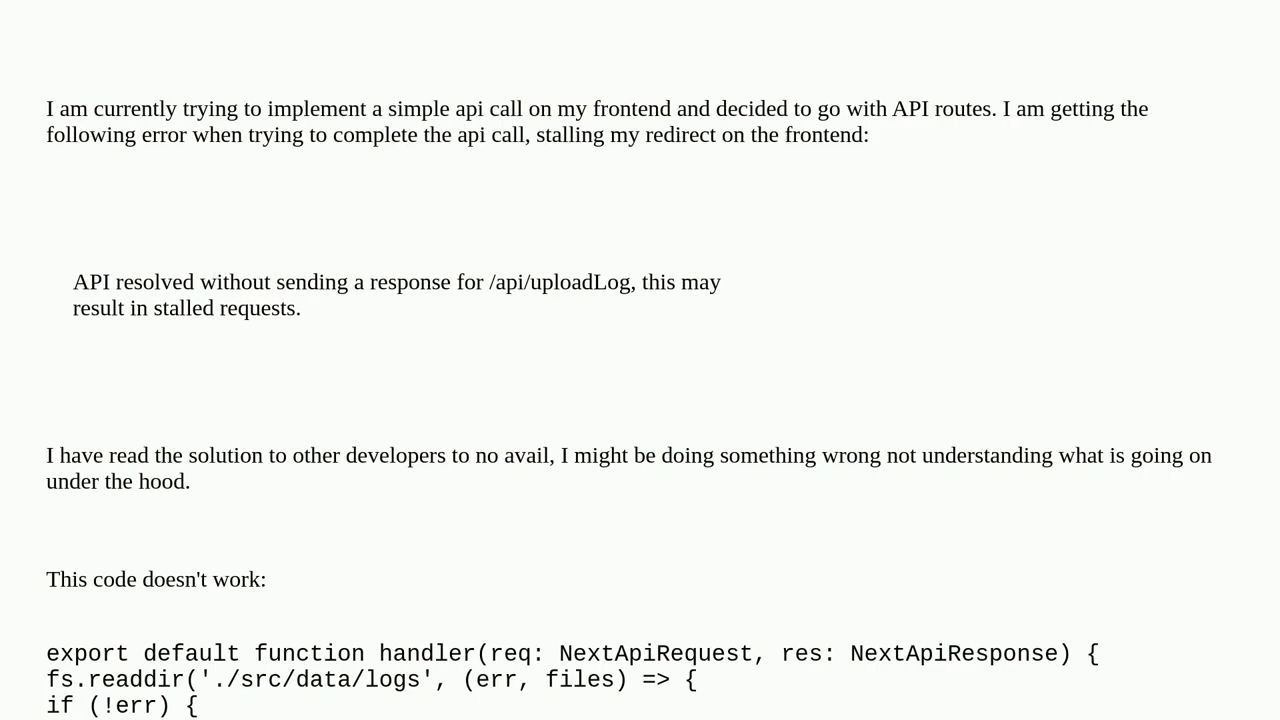 I am currently trying to implement a simple api call on my frontend and decided to go with API routes. I am getting the
following error when trying to complete the api call, stalling my redirect on the frontend:
API resolved without sending a response for /api/uploadLog, this may
result in stalled requests.
I have read the solution to other developers to no avail, I might be doing something wrong not understanding what is going on
under the hood.
This code doesn't work:
export default function handler(req: NextApiRequest, res: NextApiResponse) {
fs.readdir('./src/data/logs', (err, files) => {
if (!err) {